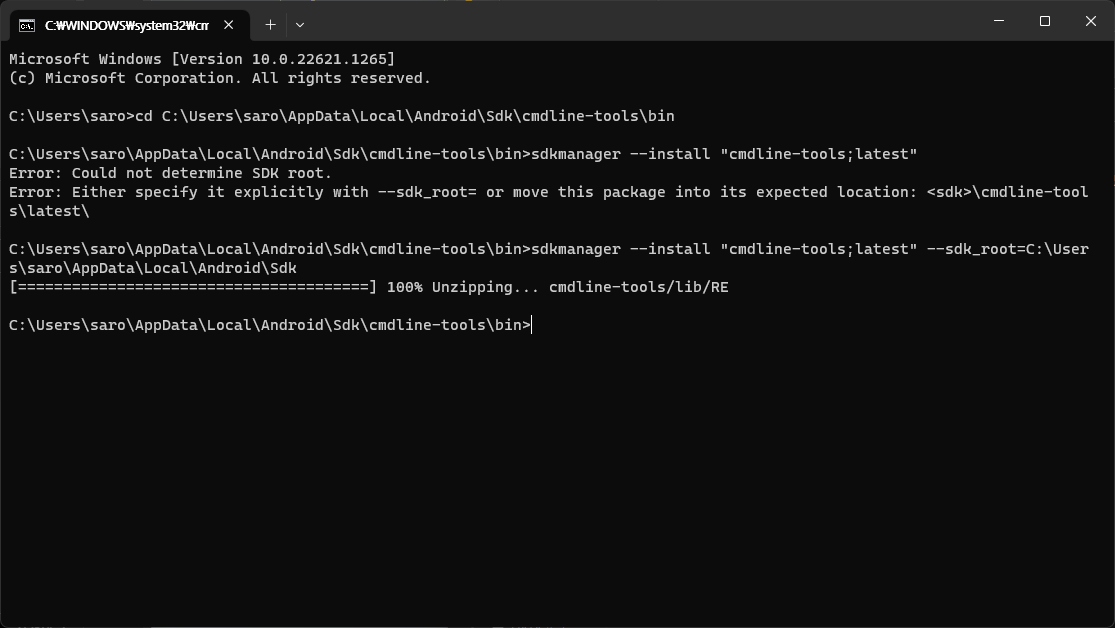 C:₩WINDOWS₩system32₩cm
Microsoft Windows [Version 10.0.22621.1265]
(c) Microsoft Corporation. All rights reserved.
C:\Users\saro>cd C:\Users\saro\AppData\Local\Android\Sdk\cmdline-tools\bin
C:\Users\saro\AppData\Local\Android\Sdk\cmdline-tools\bin>sdkmanager --install "cmdline-tools;latest"
Error: Could not determine SDK root.
Error: Either specify it explicitly with --sdk_root= or move this package into its expected location: <sdk>\cmdline-tool
s\latest\
C:\Users\saro\AppData\Local\Android\Sdk\cmdline-tools\bin>sdkmanager --install "cmdline-tools;latest" --sdk_root=C:\User
s\saro\AppData\Local\Android\Sdk
[=======================================] 100% Unzipping... cmdline-tools/lib/RE
C:\Users\saro\AppData\Local\Android\Sdk\cmdline-tools\bin>